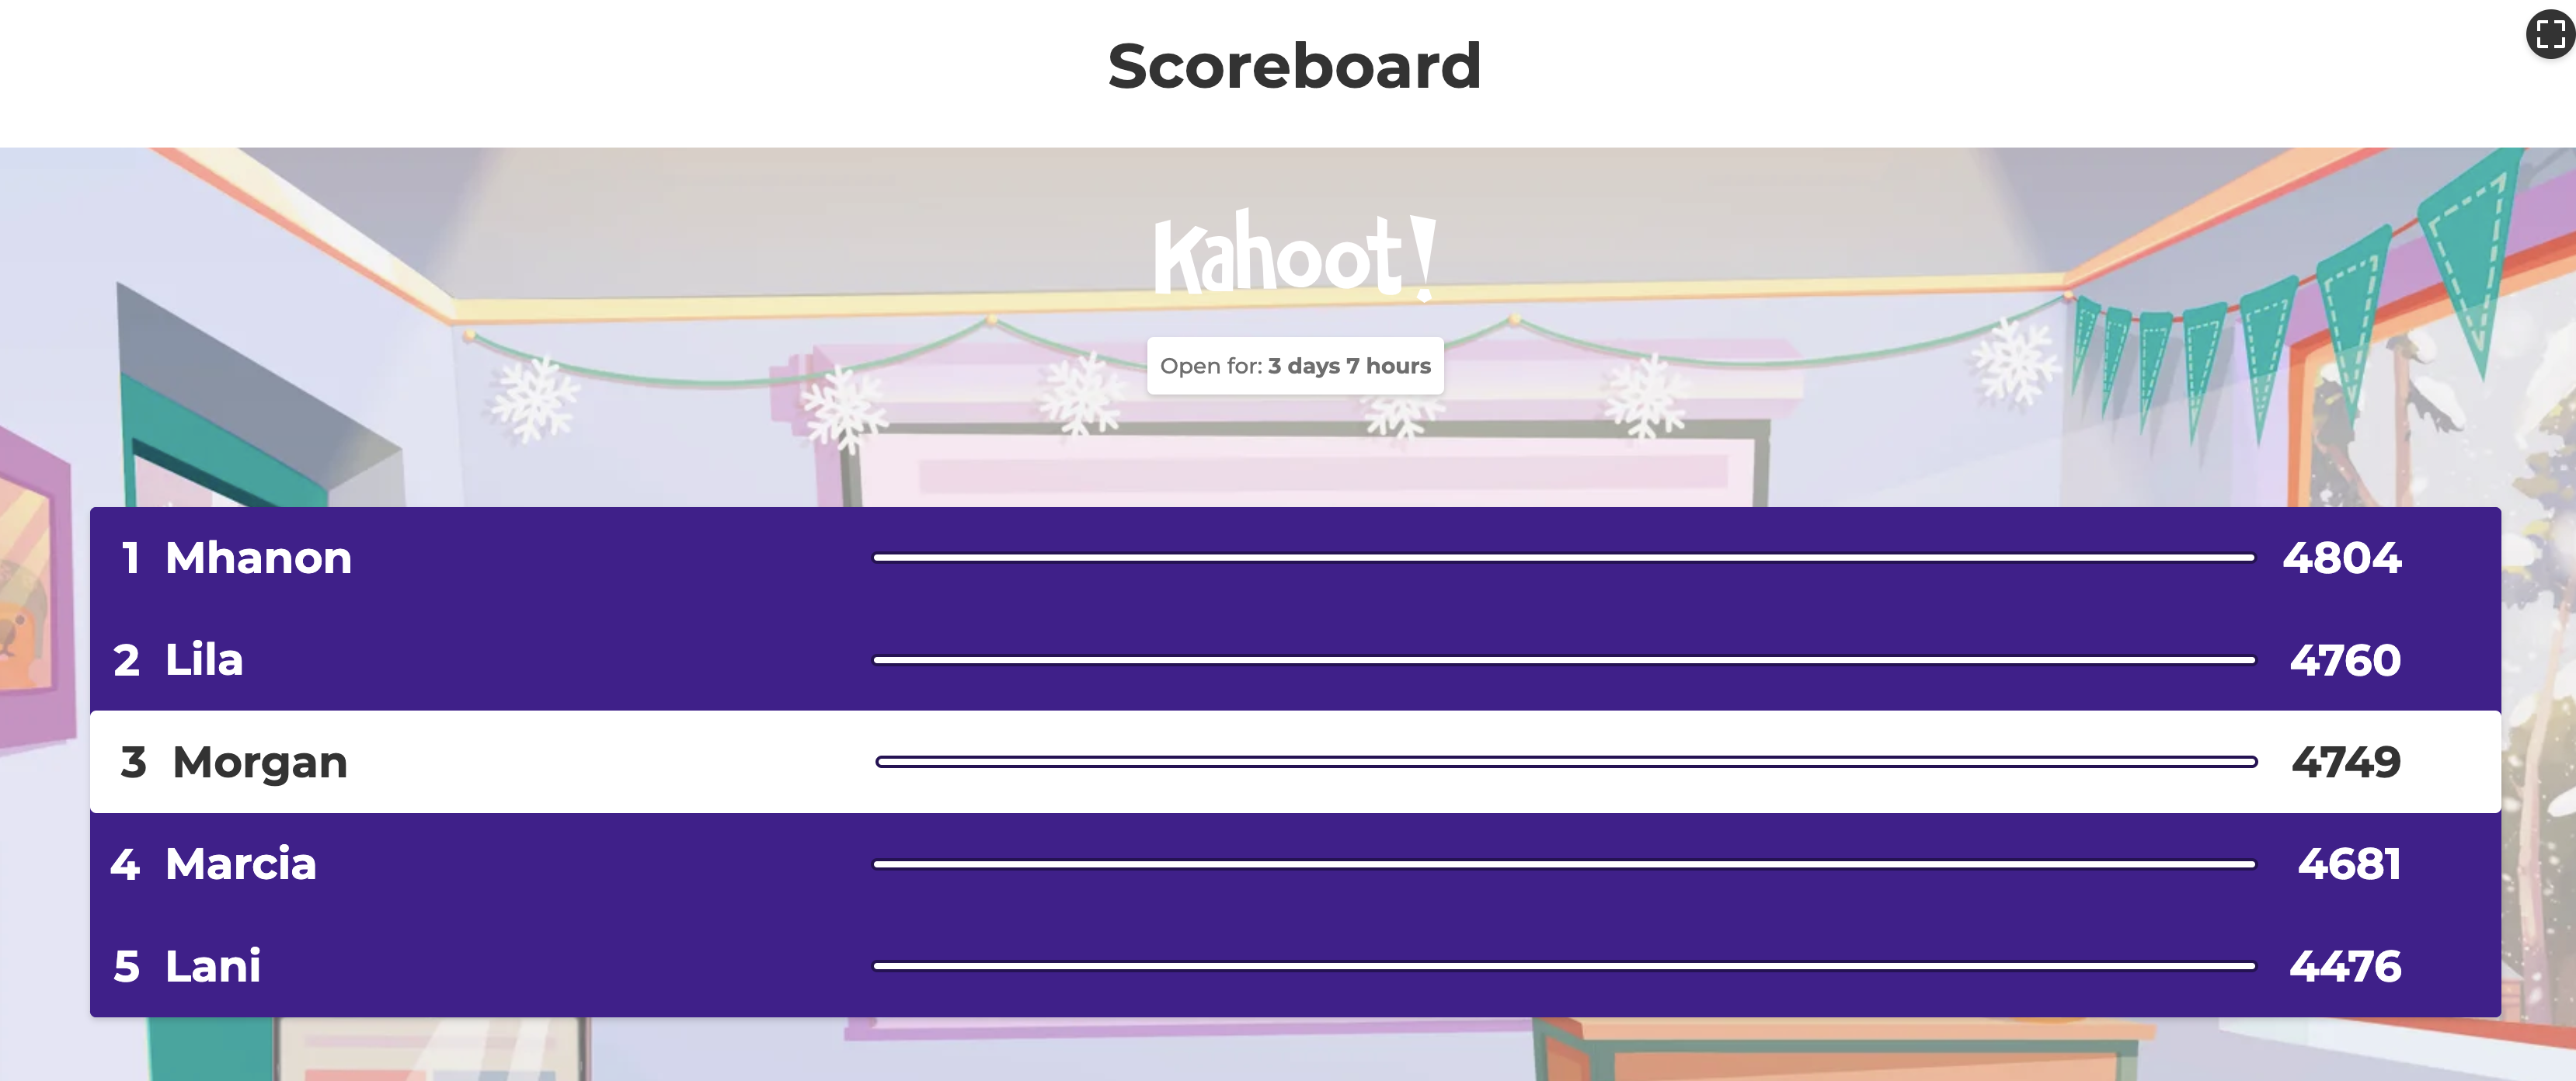 Scoreboard
Kahoot!
Open for: 3 days 7 hours
1 Mhanon 4804
2 Lila 4760
3 Morgan 4749
4 Marcia 4681
5 Lani 4476